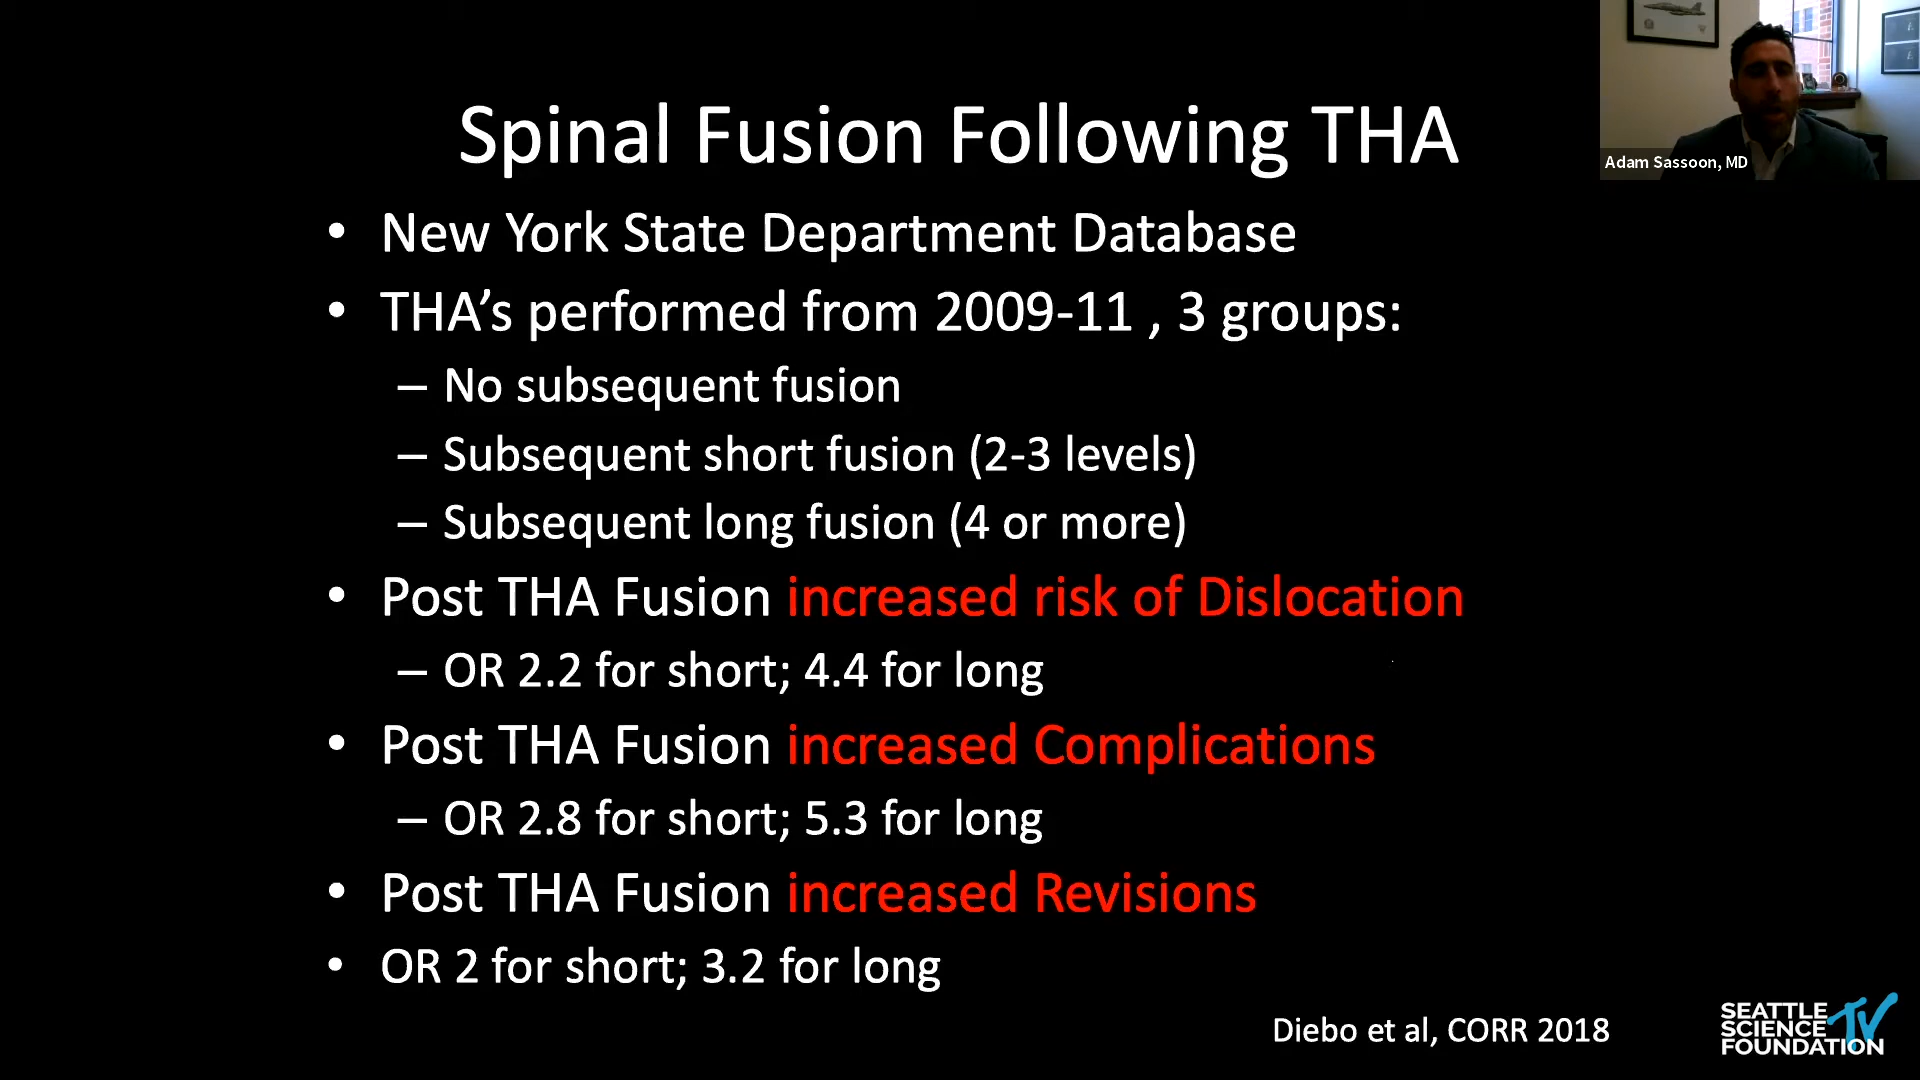 Spinal Fusion Following THA
Adam Sassoon, MD
• New York State Department Database
• THA’s performed from 2009-11 , 3 groups:
– No subsequent fusion
– Subsequent short fusion (2-3 levels)
– Subsequent long fusion (4 or more)
• Post THA Fusion increased risk of Dislocation
– OR 2.2 for short; 4.4 for long
• Post THA Fusion increased Complications
– OR 2.8 for short; 5.3 for long
• Post THA Fusion increased Revisions
• OR 2 for short; 3.2 for long
Diebo et al, CORR 2018
SEATTLE
SCIENCE TV
FOUNDATION